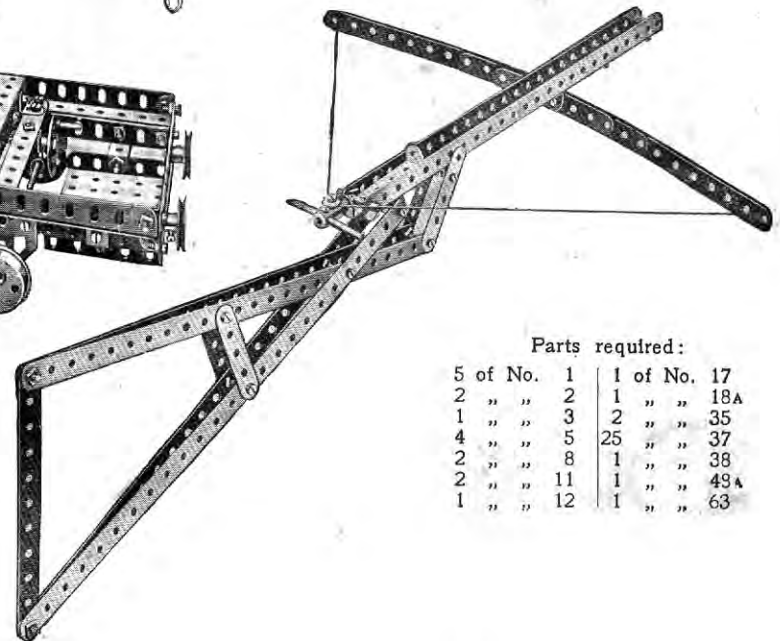 Parts required:
5 of No. 1 | 1 of No. 17
2 „ „ 2 | 1 „ „ 18A
1 „ „ 3 | 2 „ „ 35
4 „ „ 5 | 25 „ „ 37
2 „ „ 8 | 1 „ „ 38
2 „ „ 11 | 1 „ „ 48A
1 „ „ 12 | 1 „ „ 63